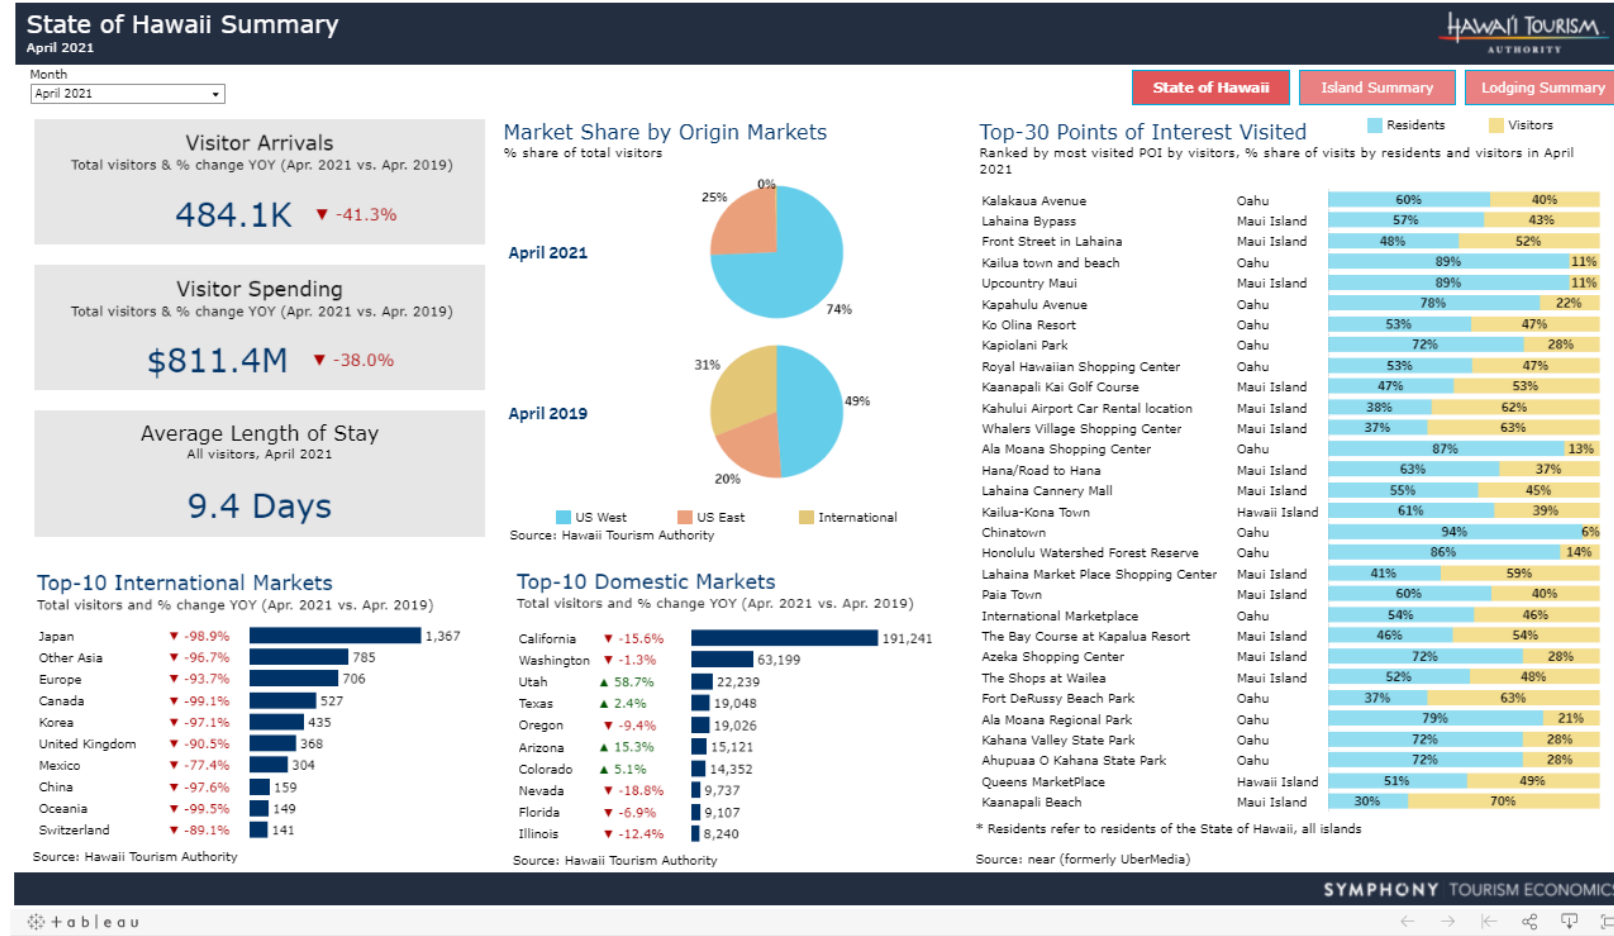 State of Hawaii Summary
April 2021
HAWAI'I TOURISM.
AUTHORITY
Month
April 2021
State of Hawaii
Island Summary
Lodging Summary
Visitor Arrivals
Total visitors & % change YOY (Apr. 2021 vs. Apr. 2019)
484.1K ▼ -41.3%
Visitor Spending
Total visitors & % change YOY (Apr. 2021 vs. Apr. 2019)
$811.4M ▼ -38.0%
Average Length of Stay
All visitors, April 2021
9.4 Days
Market Share by Origin Markets
% share of total visitors
April 2021
0%
25%
74%
April 2019
31%
49%
20%
US West US East International
Source: Hawaii Tourism Authority
Top-10 International Markets
Total visitors and % change YOY (Apr. 2021 vs. Apr. 2019)
Japan ▼ -98.9% 1,367
Other Asia ▼ -96.7% 785
Europe ▼ -93.7% 706
Canada ▼ -99.1% 527
Korea ▼ -97.1% 435
United Kingdom ▼ -90.5% 368
Mexico ▼ -77.4% 304
China ▼ -97.6% 159
Oceania ▼ -99.5% 149
Switzerland ▼ -89.1% 141
Source: Hawaii Tourism Authority
Top-10 Domestic Markets
Total visitors and % change YOY (Apr. 2021 vs. Apr. 2019)
California ▼ -15.6% 191,241
Washington ▼ -1.3% 63,199
Utah ▲ 58.7% 22,239
Texas ▲ 2.4% 19,048
Oregon ▼ -9.4% 19,026
Arizona ▲ 15.3% 15,121
Colorado ▲ 5.1% 14,352
Nevada ▼ -18.8% 9,737
Florida ▼ -6.9% 9,107
Illinois ▼ -12.4% 8,240
Source: Hawaii Tourism Authority
Top-30 Points of Interest Visited
Residents Visitors
Ranked by most visited POI by visitors, % share of visits by residents and visitors in April
2021
Kalakaua Avenue Oahu 60% 40%
Lahaina Bypass Maui Island 57% 43%
Front Street in Lahaina Maui Island 48% 52%
Kailua town and beach Oahu 89% 11%
Upcountry Maui Maui Island 89% 11%
Kapahulu Avenue Oahu 78% 22%
Ko Olina Resort Oahu 53% 47%
Kapiolani Park Oahu 72% 28%
Royal Hawaiian Shopping Center Oahu 53% 47%
Kaanapali Kai Golf Course Maui Island 47% 53%
Kahului Airport Car Rental location Maui Island 38% 62%
Whalers Village Shopping Center Maui Island 37% 63%
Ala Moana Shopping Center Oahu 87% 13%
Hana/Road to Hana Maui Island 63% 37%
Lahaina Cannery Mall Maui Island 55% 45%
Kailua-Kona Town Hawaii Island 61% 39%
Chinatown Oahu 94% 6%
Honolulu Watershed Forest Reserve Oahu 86% 14%
Lahaina Market Place Shopping Center Maui Island 41% 59%
Paia Town Maui Island 60% 40%
International Marketplace Oahu 54% 46%
The Bay Course at Kapalua Resort Maui Island 46% 54%
Azeka Shopping Center Maui Island 72% 28%
The Shops at Wailea Maui Island 52% 48%
Fort DeRussy Beach Park Oahu 37% 63%
Ala Moana Regional Park Oahu 79% 21%
Kahana Valley State Park Oahu 72% 28%
Ahupuaa O Kahana State Park Oahu 72% 28%
Queens MarketPlace Hawaii Island 51% 49%
Kaanapali Beach Maui Island 30% 70%
* Residents refer to residents of the State of Hawaii, all islands
Source: near (formerly UberMedia)
SYMPHONY TOURISM ECONOMICS
+ableau